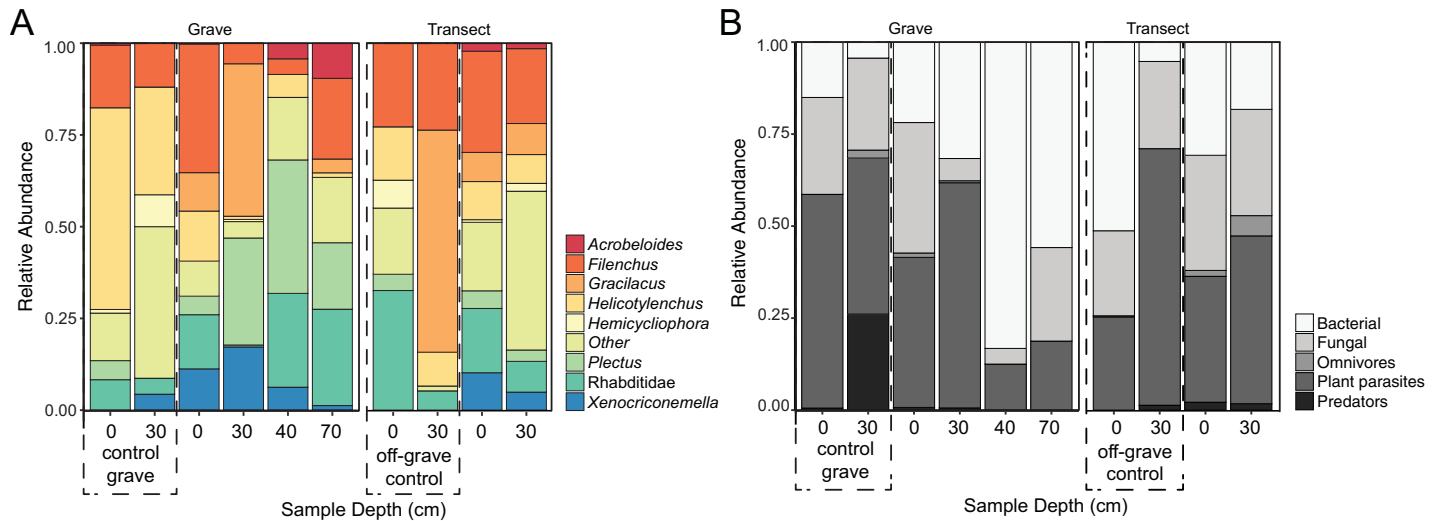 A
Grave
Transect
Relative Abundance
1.00
0.75
0.50
0.25
0.00
0 30 0 30 40 70 0 30 0 30
control
grave
off-grave
control
Sample Depth (cm)
Acrobeloides
Filenchus
Gracilacus
Helicotylenchus
Hemicycliophora
Other
Plectus
Rhabditidae
Xenocriconemella
B
Grave
Transect
Relative Abundance
1.00
0.75
0.50
0.25
0.00
0 30 0 30 40 70 0 30 0 30
control
grave
off-grave
control
Sample Depth (cm)
Bacterial
Fungal
Omnivores
Plant parasites
Predators